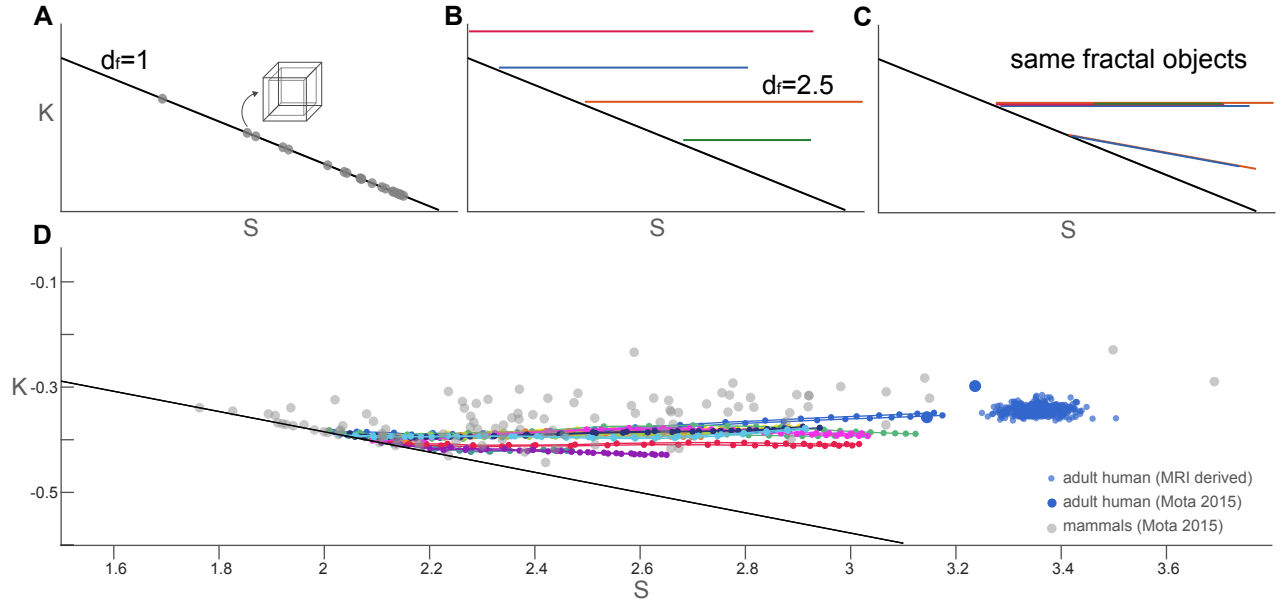 A
B
C
d_f=1
K
S
d_f=2.5
S
same fractal objects
S
D
-0.1
K
-0.3
-0.5
adult human (MRI derived)
adult human (Mota 2015)
mammals (Mota 2015)
1.6 1.8 2 2.2 2.4 2.6 2.8 3 3.2 3.4 3.6
S